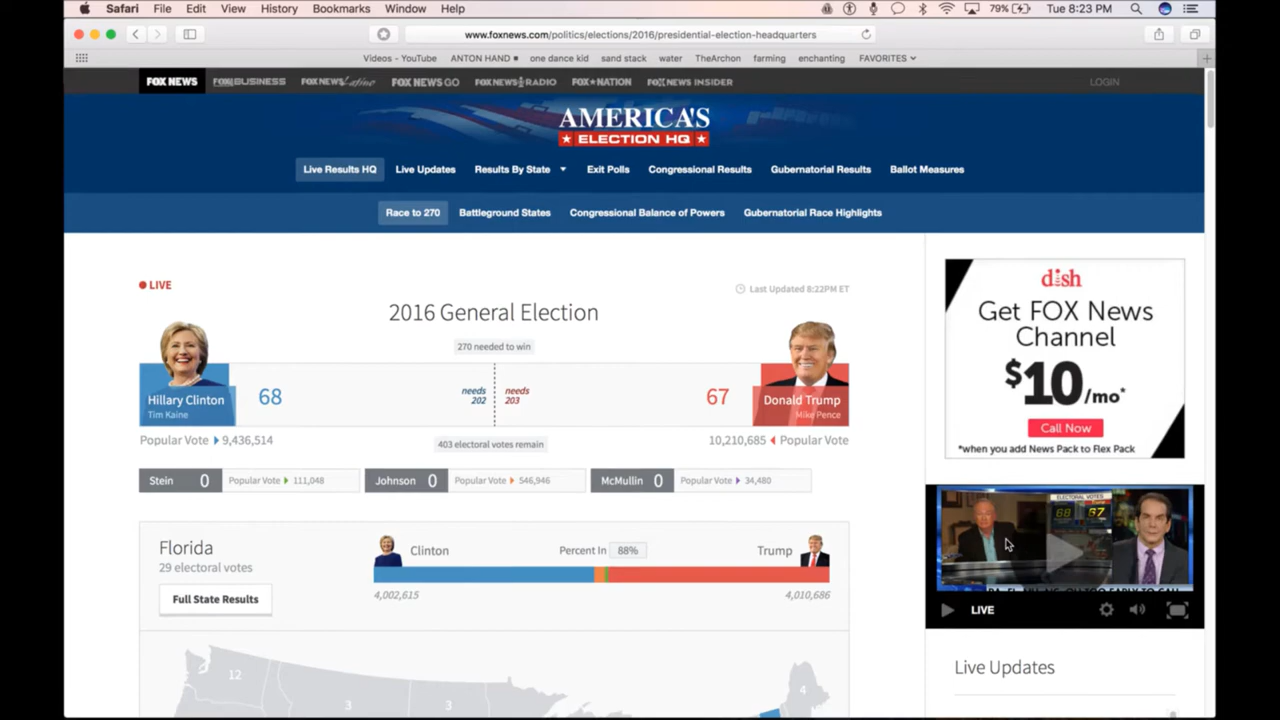 Safari File Edit View History Bookmarks Window Help 79% Tue 8:23 PM
www.foxnews.com/politics/elections/2016/presidential-election-headquarters
Videos - YouTube ANTON HAND one dance kid sand stack water TheArchon farming enchanting FAVORITES
FOX NEWS FOX BUSINESS FOX NEWS Latino FOX NEWS GO FOX NEWS RADIO FOX NATION FOX NEWS INSIDER LOGIN
AMERICA'S
ELECTION HQ
Live Results HQ Live Updates Results By State Exit Polls Congressional Results Gubernatorial Results Ballot Measures
Race to 270 Battleground States Congressional Balance of Powers Gubernatorial Race Highlights
LIVE
Last Updated 8:22PM ET
2016 General Election
270 needed to win
Hillary Clinton
Tim Kaine
68
needs
202
needs
203
67
Donald Trump
Mike Pence
Popular Vote 9,436,514
403 electoral votes remain
10,210,685 Popular Vote
Stein 0 Popular Vote 111,048
Johnson 0 Popular Vote 546,946
McMullin 0 Popular Vote 34,480
Florida
29 electoral votes
Full State Results
Clinton Percent In 88% Trump
4,002,615 4,010,686
12
3
3
4
dish
Get FOX News
Channel
$10/mo*
Call Now
*when you add News Pack to Flex Pack
ELECTORAL VOTES
68 67
LIVE
Live Updates